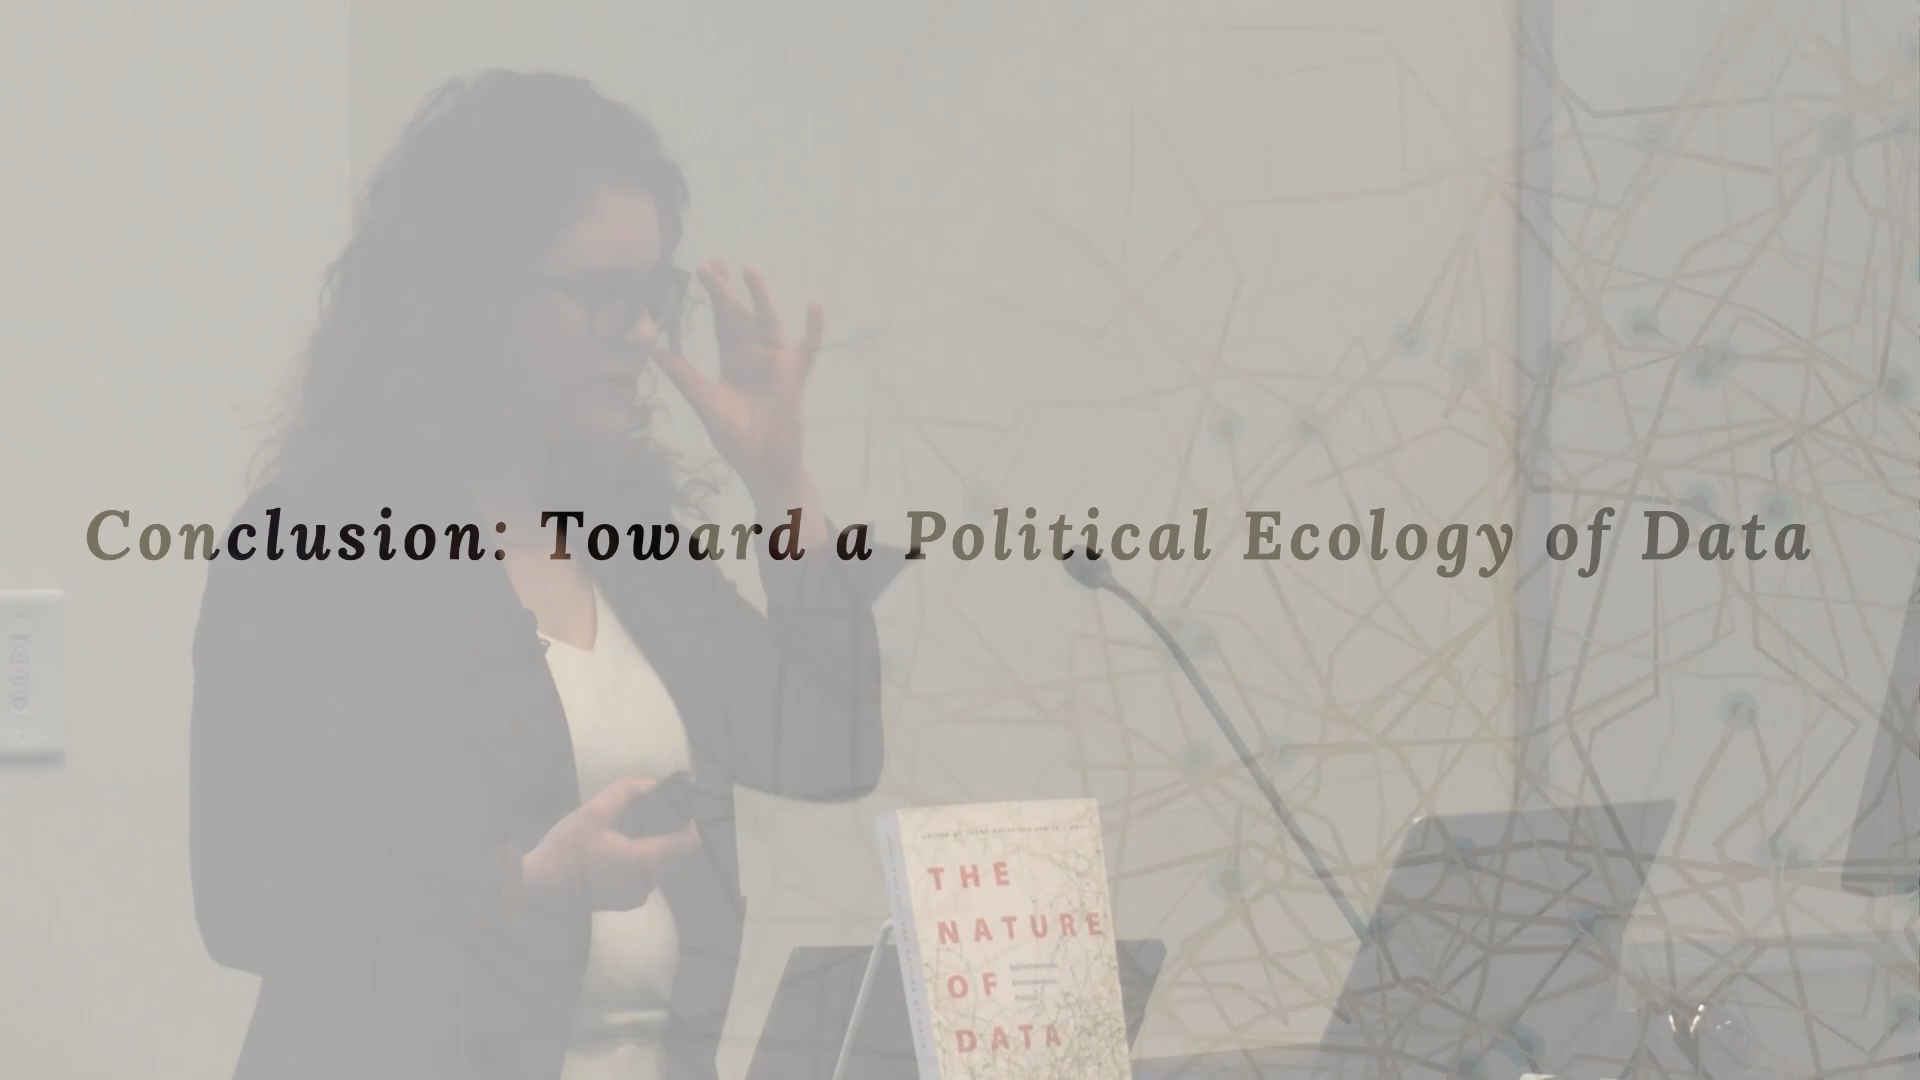 Conclusion: Toward a Political Ecology of Data
THE
NATURE
OF
DATA